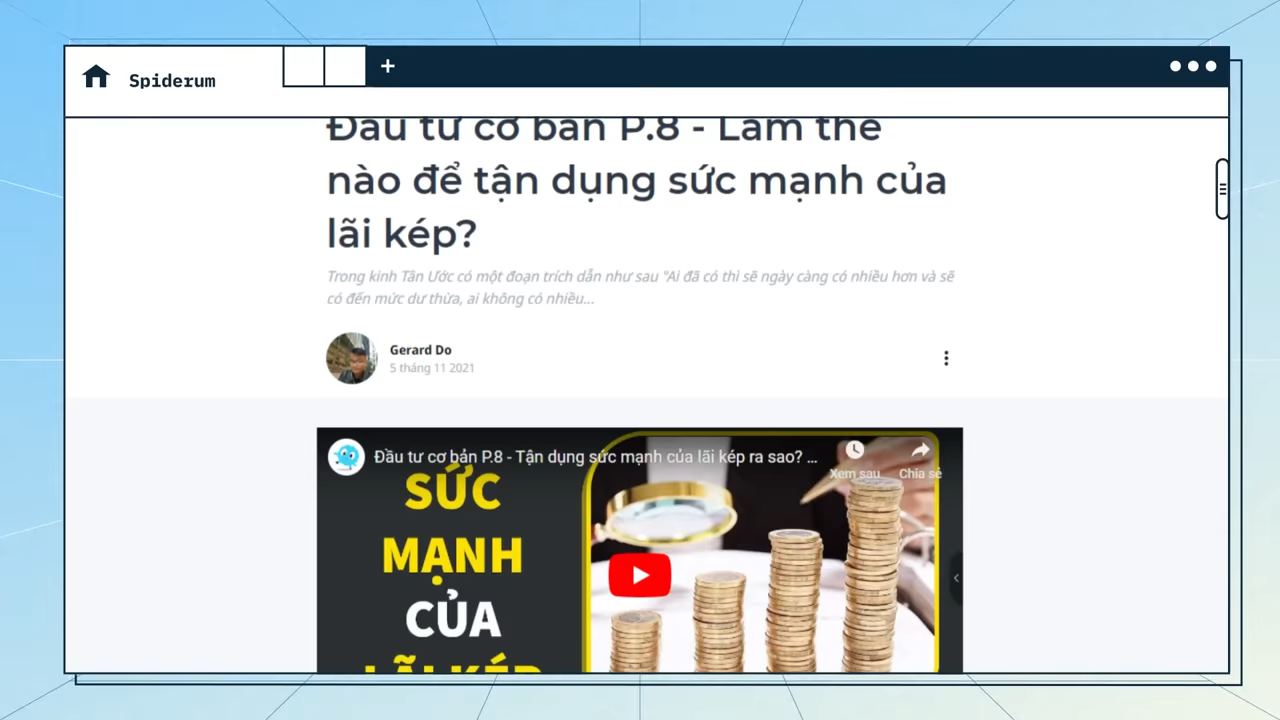 Spiderum
Đầu tư cơ bản P.8 - Làm thế
nào để tận dụng sức mạnh của
lãi kép?
Trong kinh Tân Ước có một đoạn trích dẫn như sau "Ai đã có thì sẽ ngày càng có nhiều hơn và sẽ
có đến mức dư thừa, ai không có nhiều...
Gerard Do
5 tháng 11 2021
Đầu tư cơ bản P.8 - Tận dụng sức mạnh của lãi kép ra sao? ...
Xem sau
Chia sẻ
SỨC
MẠNH
CỦA
LÃI KÉP